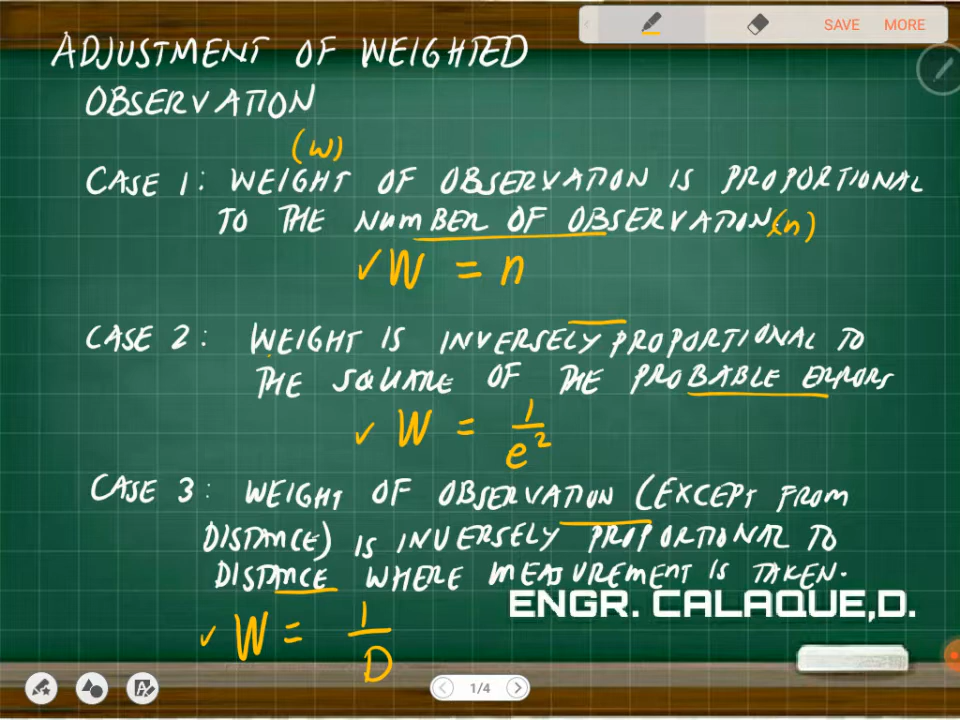 SAVE MORE
ADJUSTMENT OF WEIGHTED
OBSERVATION
(W)
CASE 1: WEIGHT OF OBSERVATION IS PROPORTIONAL
TO THE NUMBER OF OBSERVATION. (n)
✓ W = n
CASE 2: WEIGHT IS INVERSELY PROPORTIONAL TO
THE SQUARE OF THE PROBABLE ERRORS
✓ W = 1/e²
CASE 3: WEIGHT OF OBSERVATION (EXCEPT FROM
DISTANCE) IS INVERSELY PROPORTIONAL TO
DISTANCE WHERE MEASUREMENT IS TAKEN.
ENGR. CALAQUE,D.
✓ W = 1/D
1/4